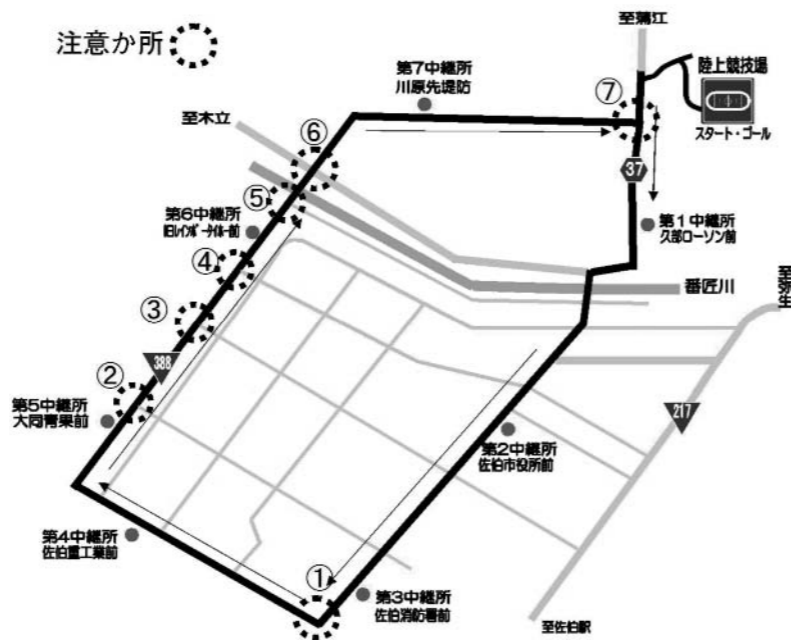 注意か所
至蒲江
陸上競技場
スタート・ゴール
第7中継所
川原先堤防
⑦
至木立
⑥
37
⑤
第6中継所
第1中継所
久部ローソン前
④
至弥生
番匠川
③
388
②
第5中継所
大同青果前
217
第2中継所
佐伯市役所前
第4中継所
佐伯重工業前
①
第3中継所
佐伯消防署前
至佐伯駅